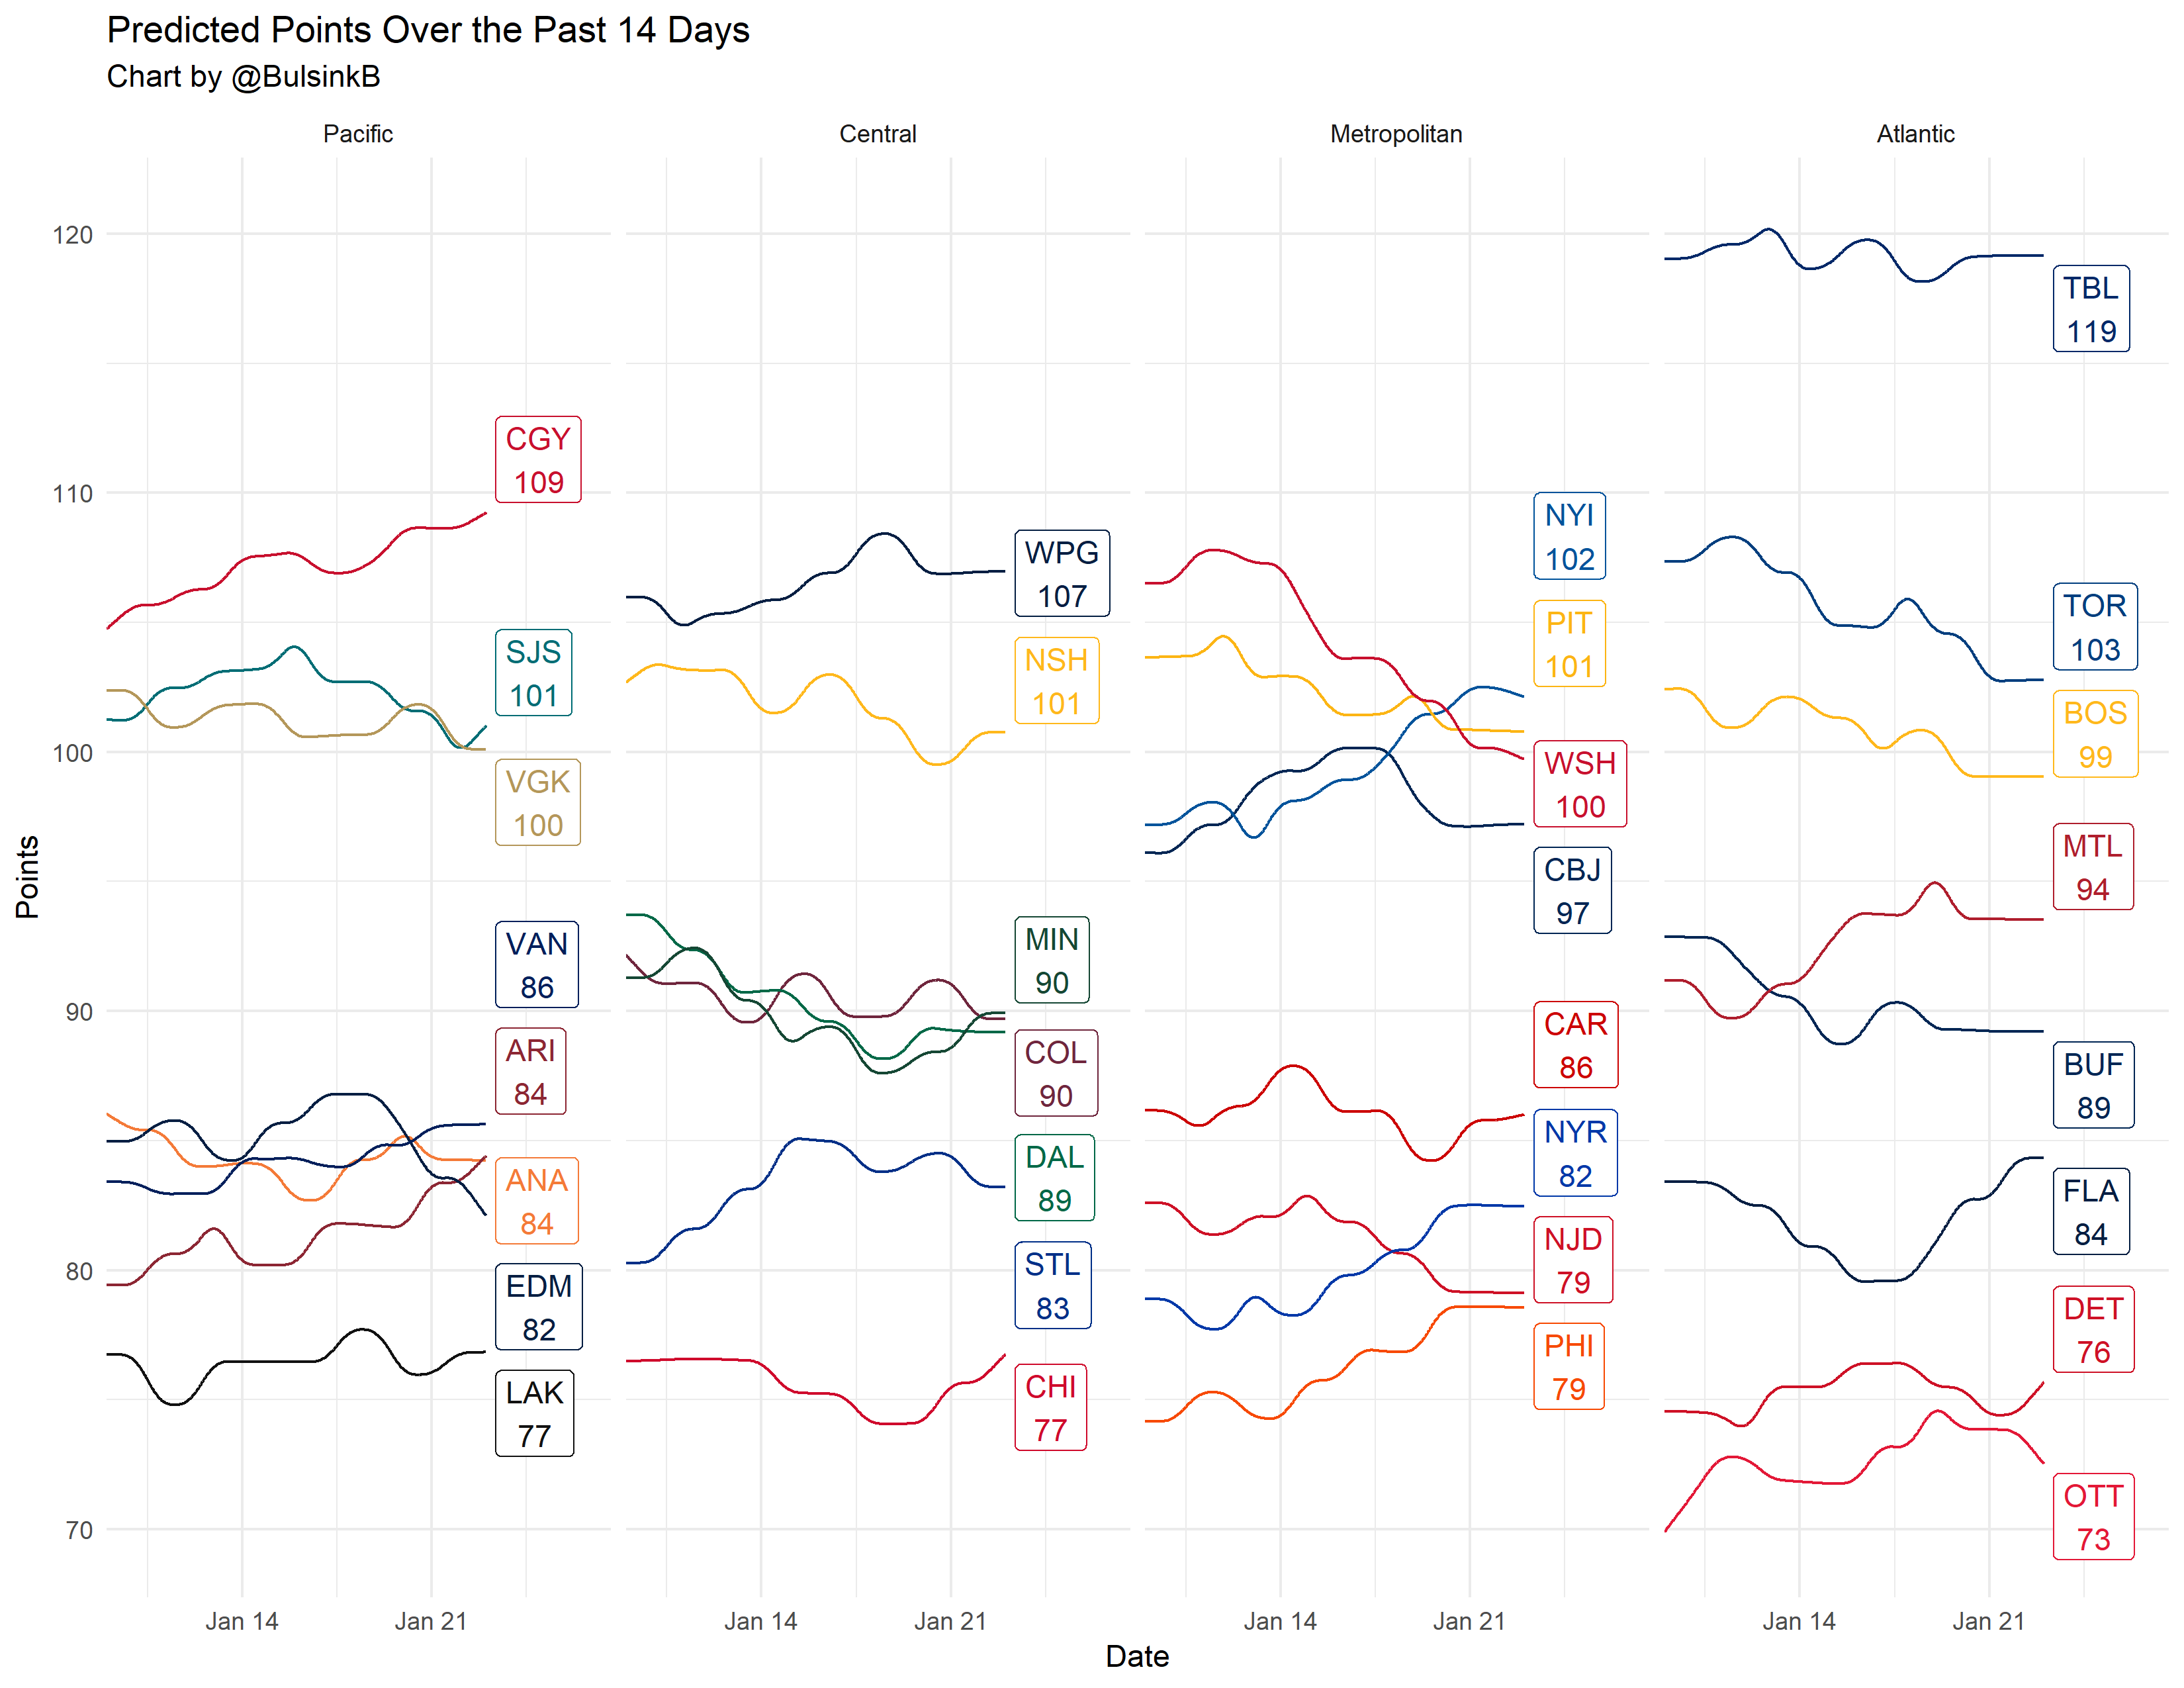 Predicted Points Over the Past 14 Days
Chart by @BulsinkB
Pacific
Central
Metropolitan
Atlantic
Points
120
110
100
90
80
70
CGY
109
SJS
101
VGK
100
VAN
86
ARI
84
ANA
84
EDM
82
LAK
77
WPG
107
NSH
101
MIN
90
COL
90
DAL
89
STL
83
CHI
77
NYI
102
PIT
101
WSH
100
CBJ
97
CAR
86
NYR
82
NJD
79
PHI
79
TBL
119
TOR
103
BOS
99
MTL
94
BUF
89
FLA
84
DET
76
OTT
73
Jan 14
Jan 21
Jan 14
Jan 21
Jan 14
Jan 21
Jan 14
Jan 21
Date